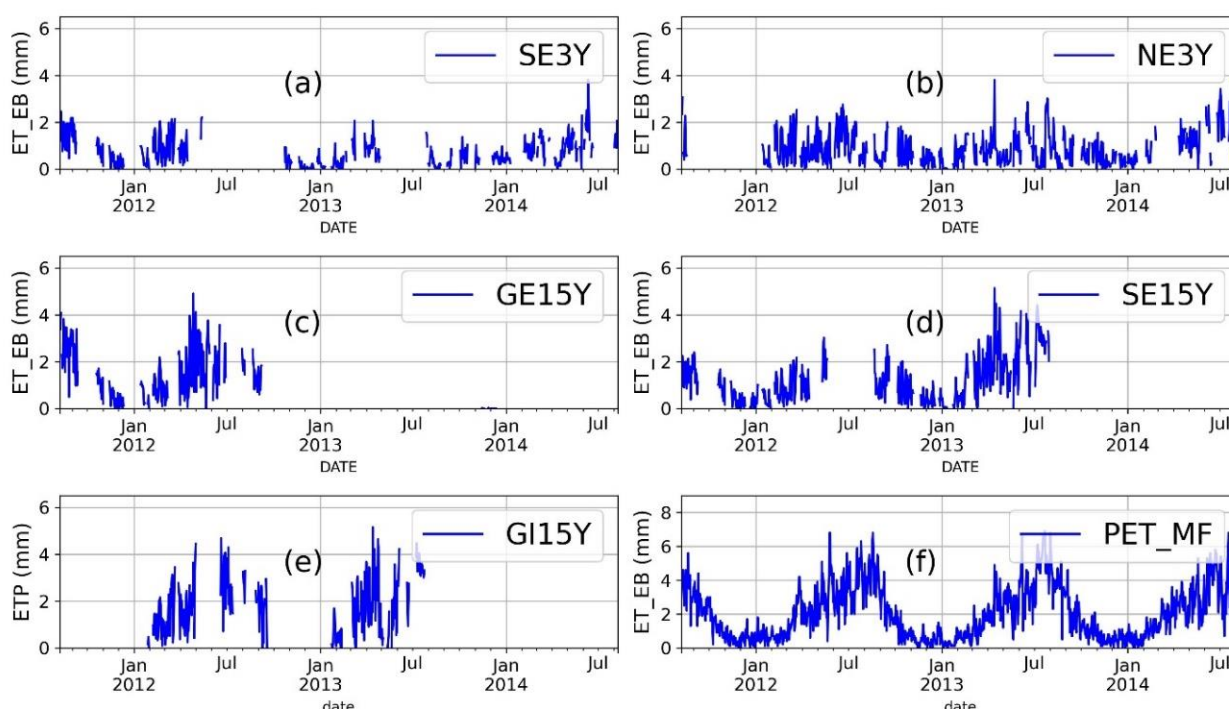 ET_EB (mm)
6
4
2
0
SE3Y
(a)
Jan
2012
Jul
Jan
2013
Jul
Jan
2014
Jul
DATE
ET_EB (mm)
6
4
2
0
NE3Y
(b)
Jan
2012
Jul
Jan
2013
Jul
Jan
2014
Jul
DATE
ET_EB (mm)
6
4
2
0
GE15Y
(c)
Jan
2012
Jul
Jan
2013
Jul
Jan
2014
Jul
DATE
ET_EB (mm)
6
4
2
0
SE15Y
(d)
Jan
2012
Jul
Jan
2013
Jul
Jan
2014
Jul
DATE
ETP (mm)
6
4
2
0
GI15Y
(e)
Jan
2012
Jul
Jan
2013
Jul
Jan
2014
Jul
date
ET_EB (mm)
8
6
4
2
0
PET_MF
(f)
Jan
2012
Jul
Jan
2013
Jul
Jan
2014
Jul
DATE